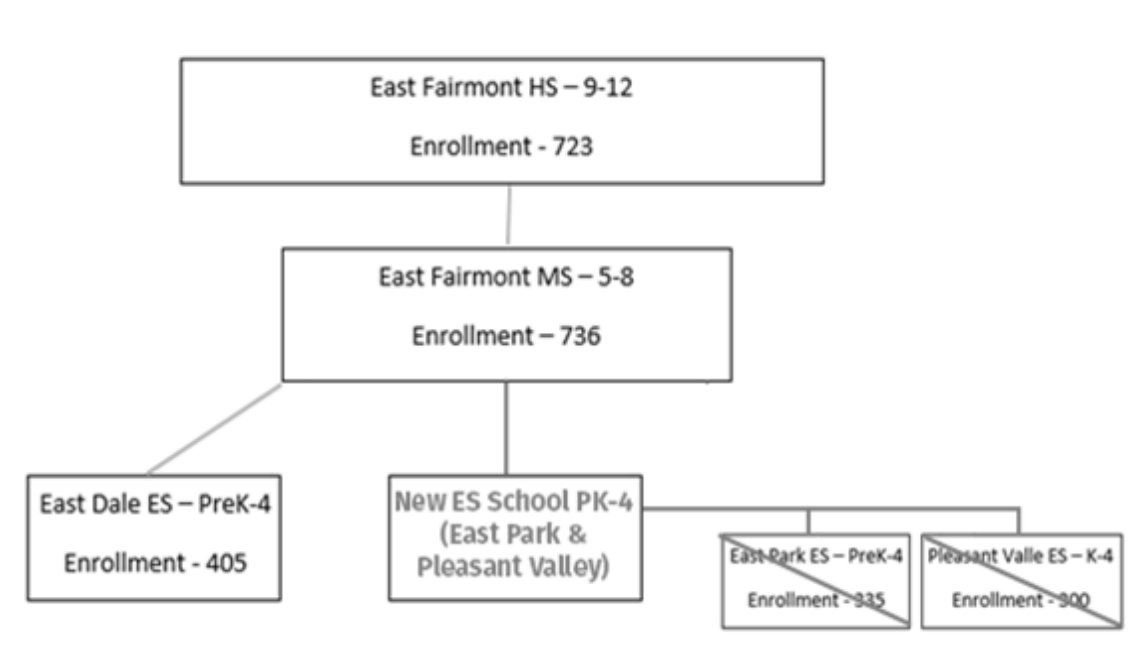 East Fairmont HS – 9-12
Enrollment - 723
East Fairmont MS – 5-8
Enrollment – 736
East Dale ES – PreK-4
Enrollment - 405
New ES School PK-4
(East Park &
Pleasant Valley)
East Park ES – PreK-4
Enrollment - 335
Pleasant Valle ES – K-4
Enrollment - 300